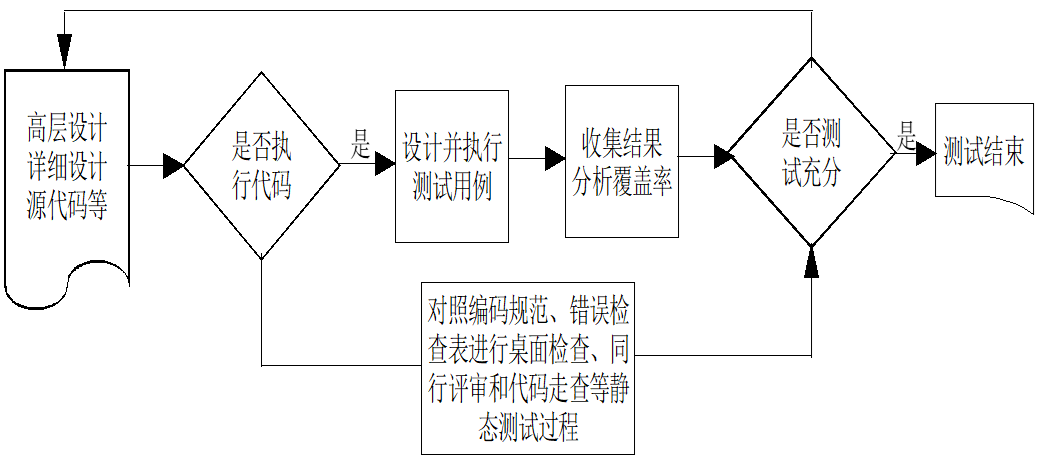 高层设计
详细设计
源代码等
是否执
行代码
是
设计并执行
测试用例
收集结果
分析覆盖率
是否测
试充分
是
测试结束
对照编码规范、错误检
查表进行桌面检查、同
行评审和代码走查等静
态测试过程